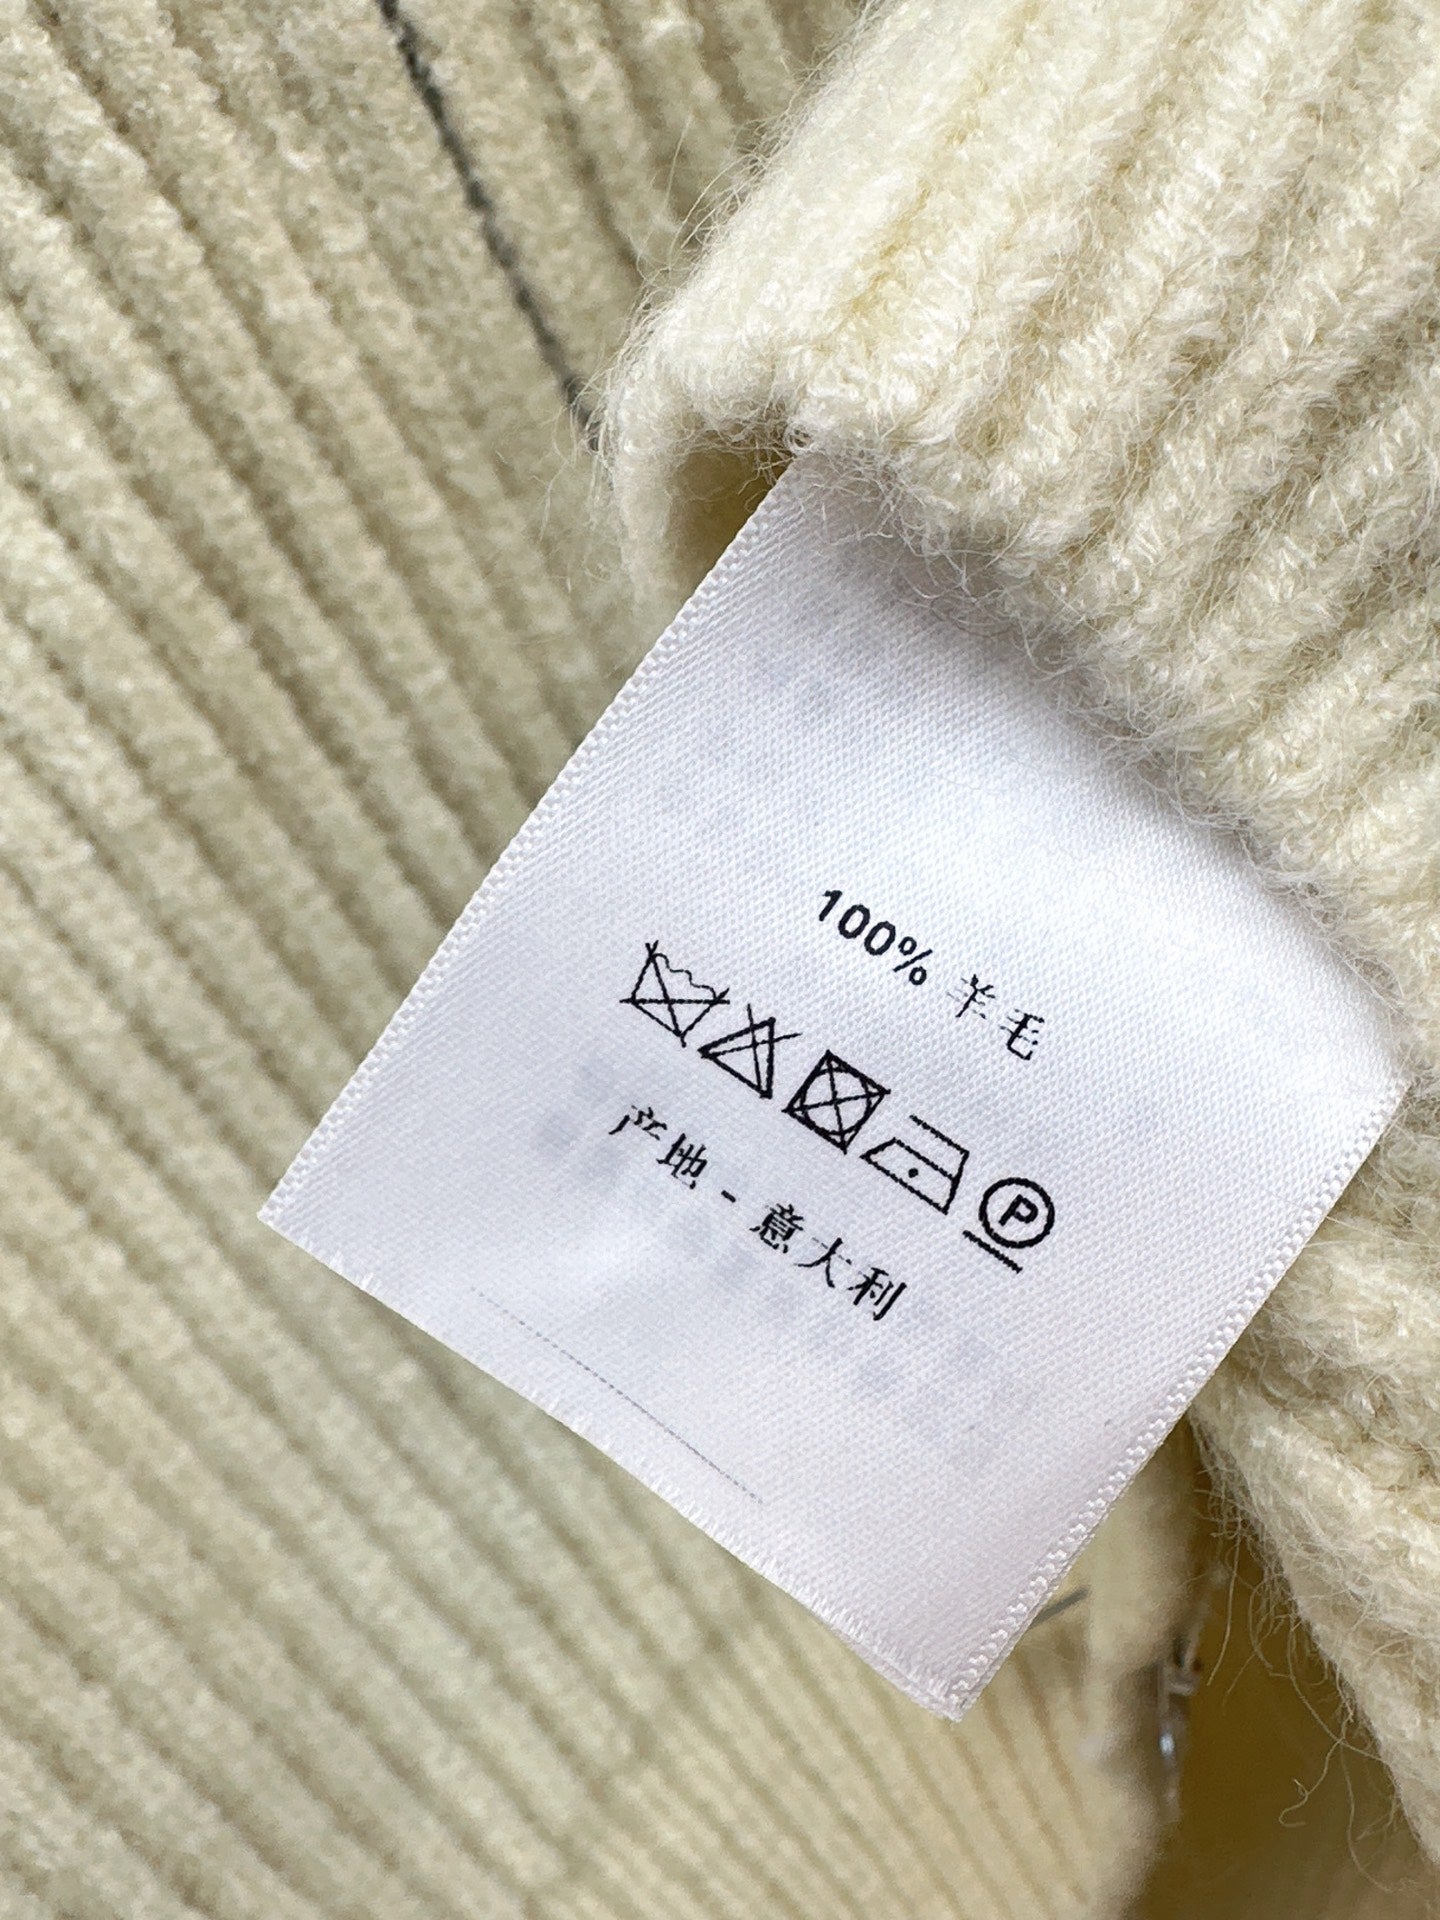 100% 羊毛
P
产地 - 意大利